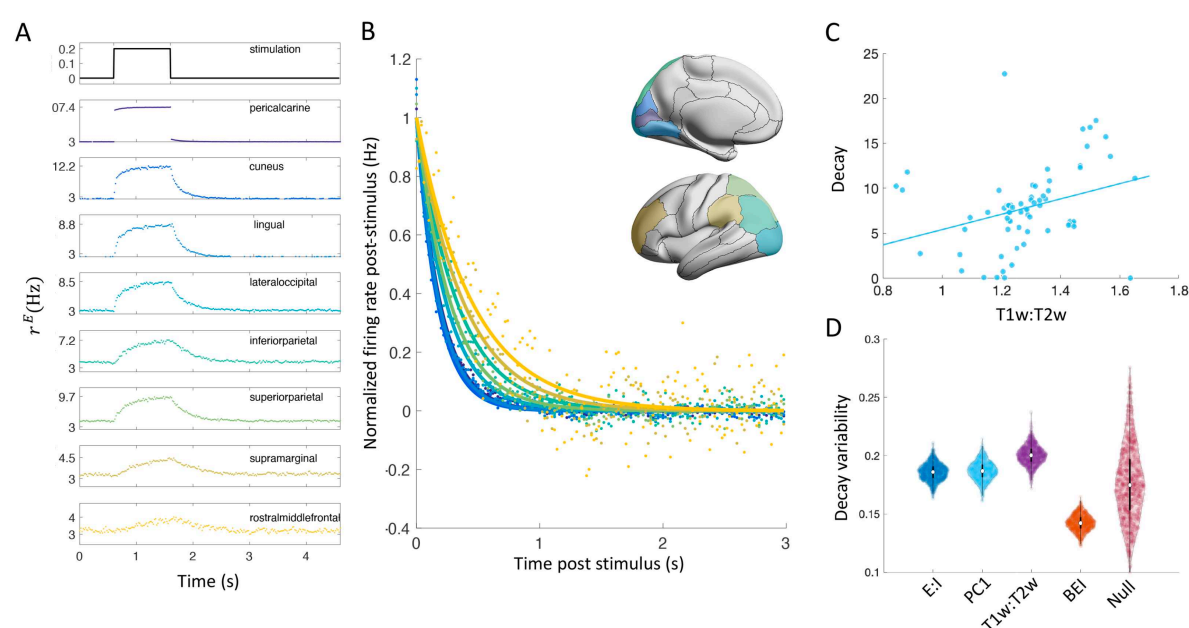 A
stimulation
0.2
0.1
0
pericalcarine
07.4
3
cuneus
12.2
3
lingual
8.8
3
lateraloccipital
8.5
3
inferiorparietal
7.2
3
superiorparietal
9.7
3
supramarginal
4.5
3
rostralmiddlefrontal
4
3
0 1 2 3 4
Time (s)
r^E(Hz)
B
1.2
1
0.8
0.6
0.4
0.2
0
-0.2
-0.4
0 1 2 3
Time post stimulus (s)
Normalized firing rate post-stimulus (Hz)
C
25
20
15
10
5
0
0.8 1 1.2 1.4 1.6 1.8
T1w:T2w
Decay
D
0.3
0.25
0.2
0.15
0.1
E:I PC1 T1w:T2w BEI Null
Decay variability